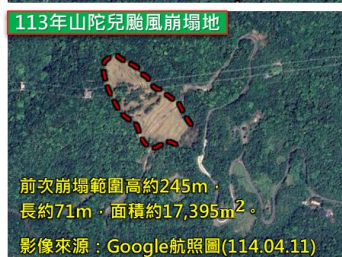 113年山陀兒颱風崩塌地
前次崩塌範圍高約245m，
長約71m，面積約17,395m²。
影像來源：Google航照圖(114.04.11)